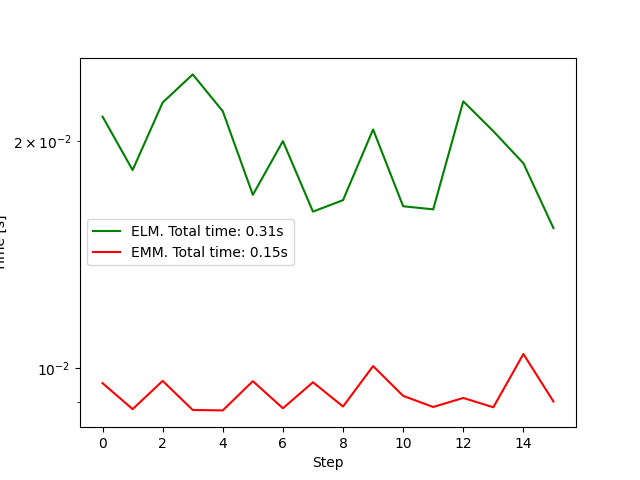 2 × 10⁻²
Time [s]
ELM. Total time: 0.31s
EMM. Total time: 0.15s
10⁻²
0 2 4 6 8 10 12 14
Step